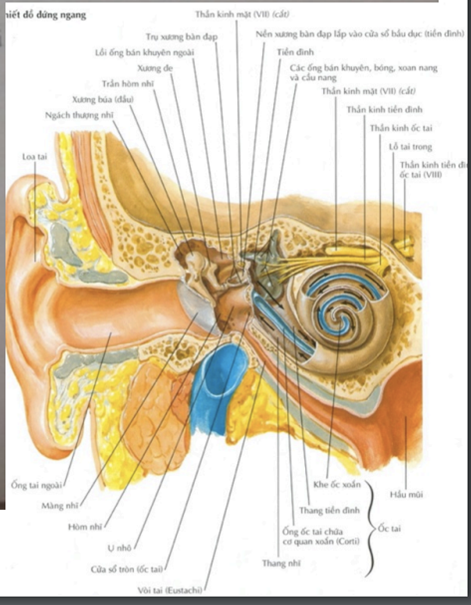 thiết đồ đứng ngang
Thần kinh mặt (VII) (cắt)
Trụ xương bàn đạp
Nền xương bàn đạp lắp vào cửa sổ bầu dục (tiền đình)
Lồi ống bán khuyên ngoài
Tiền đình
Xương đe
Các ống bán khuyên, bóng, xoan nang
và cầu nang
Trần hòm nhĩ
Xương búa (đầu)
Thần kinh mặt (VII) (cắt)
Ngách thượng nhĩ
Thần kinh tiền đình
Thần kinh ốc tai
Loa tai
Lỗ tai trong
Thần kinh tiền
ốc tai (VIII)
Ống tai ngoài
Màng nhĩ
Hòm nhĩ
Ụ nhô
Cửa sổ tròn (ốc tai)
Vòi tai (Eustachi)
Khe ốc xoắn
Hầu mũi
Thang tiền đình
Ốc tai
Ống ốc tai chứa
cơ quan xoắn (Corti)
Thang nhĩ